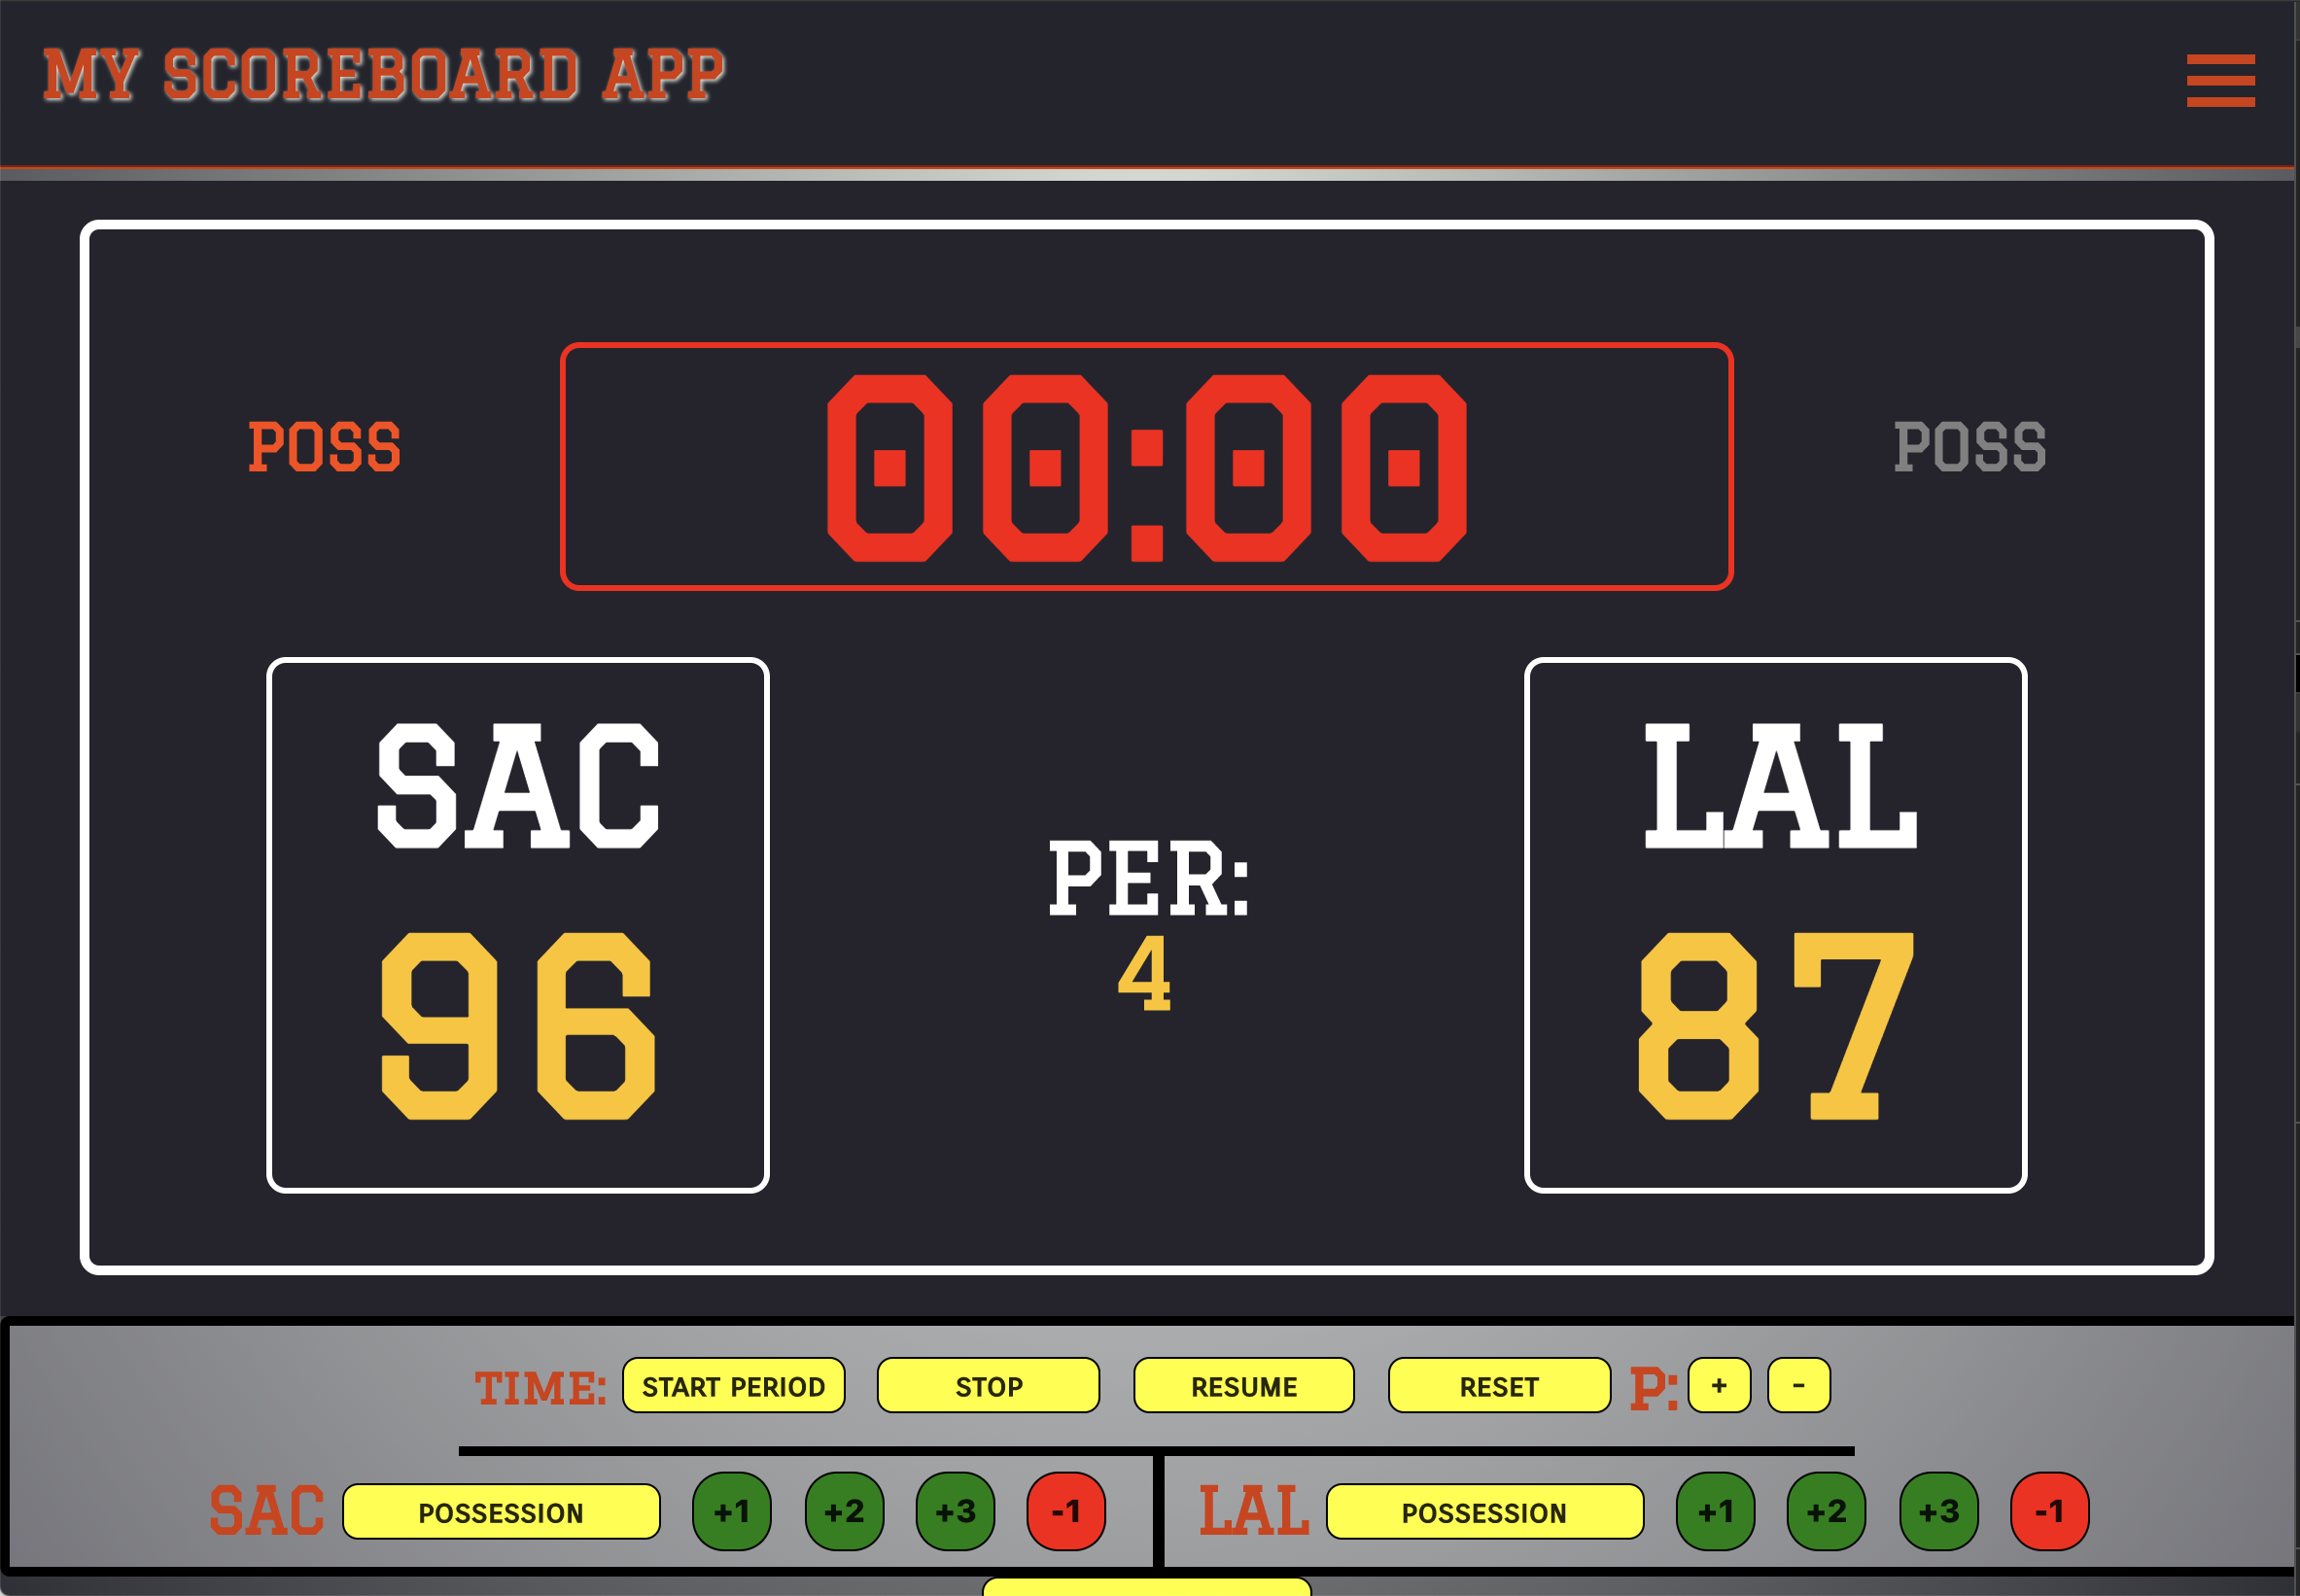 MY SCOREBOARD APP
POSS
00:00
POSS
SAC
LAL
PER:
96
4
87
TIME: START PERIOD STOP RESUME RESET P: + -
SAC POSSESSION +1 +2 +3 -1 LAL POSSESSION +1 +2 +3 -1